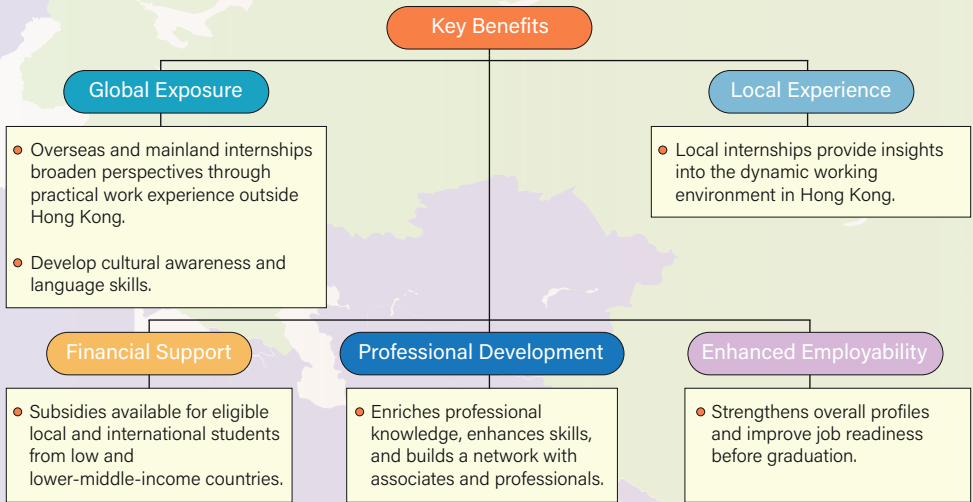 Key Benefits
Global Exposure
Overseas and mainland internships
broaden perspectives through
practical work experience outside
Hong Kong.
Develop cultural awareness and
language skills.
Local Experience
Local internships provide insights
into the dynamic working
environment in Hong Kong.
Financial Support
Subsidies available for eligible
local and international students
from low and
lower-middle-income countries.
Professional Development
Enriches professional
knowledge, enhances skills,
and builds a network with
associates and professionals.
Enhanced Employability
Strengthens overall profiles
and improve job readiness
before graduation.